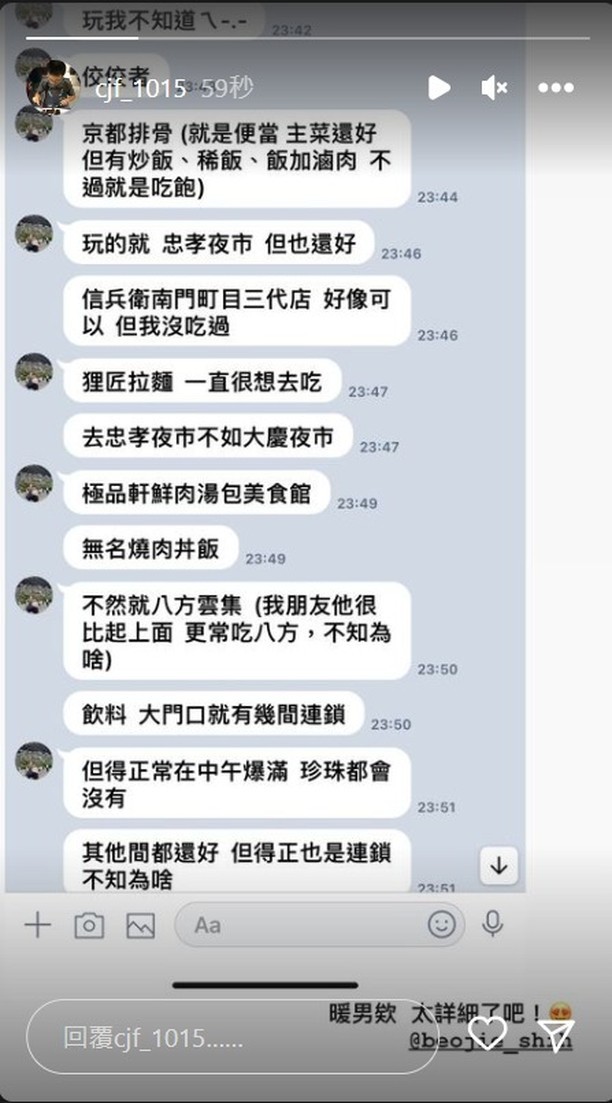 玩我不知道ㄟ-.-
23:42
佼佼者
cjf_1015 59秒
京都排骨 (就是便當 主菜還好
但有炒飯、稀飯、飯加滷肉 不
過就是吃飽)
23:44
玩的就 忠孝夜市 但也還好
23:46
信兵衛南門町目三代店 好像可
以 但我沒吃過
23:46
狸匠拉麵 一直很想去吃
23:47
去忠孝夜市不如大慶夜市
23:47
極品軒鮮肉湯包美食館
23:49
無名燒肉丼飯
23:49
不然就八方雲集 (我朋友他很
比起上面 更常吃八方，不知為
啥)
23:50
飲料 大門口就有幾間連鎖
23:50
但得正常在中午爆滿 珍珠都會
沒有
23:51
其他間都還好 但得正也是連鎖
不知為啥
23:51
Aa
暖男欸 太詳細了吧！
@beojie_shih
回覆cjf_1015......